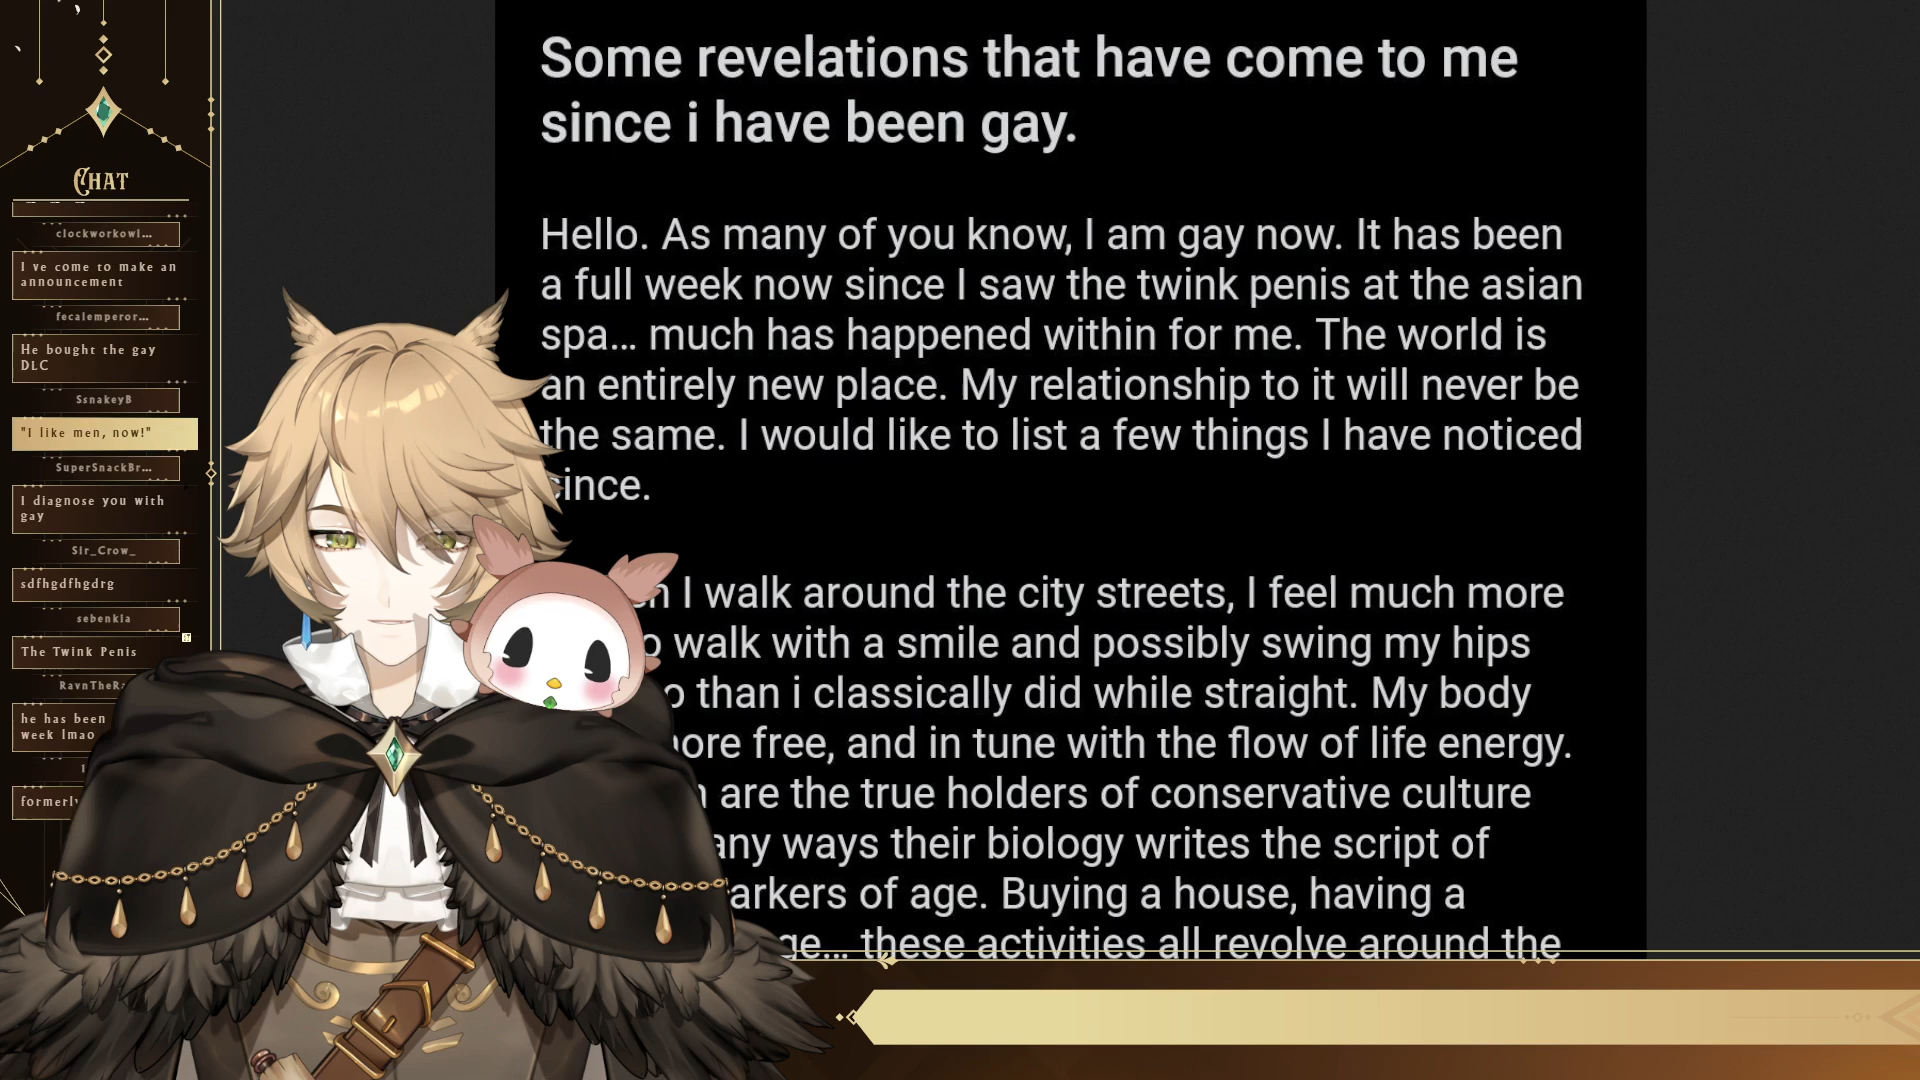 CHAT
clockworkowl...
I ve come to make an
announcement
fecalemperor...
He bought the gay
DLC
SsnakeyB
"I like men, now!"
SuperSnackBr...
I diagnose you with
gay
Sir_Crow_
sdfhgdfhgdrg
sebenkia
The Twink Penis
RavnTheRa
he has been
week lmao
formerly
Some revelations that have come to me
since i have been gay.
Hello. As many of you know, I am gay now. It has been
a full week now since I saw the twink penis at the asian
spa... much has happened within for me. The world is
an entirely new place. My relationship to it will never be
the same. I would like to list a few things I have noticed
since.
I walk around the city streets, I feel much more
walk with a smile and possibly swing my hips
than i classically did while straight. My body
more free, and in tune with the flow of life energy.
are the true holders of conservative culture
many ways their biology writes the script of
markers of age. Buying a house, having a
these activities all revolve around the